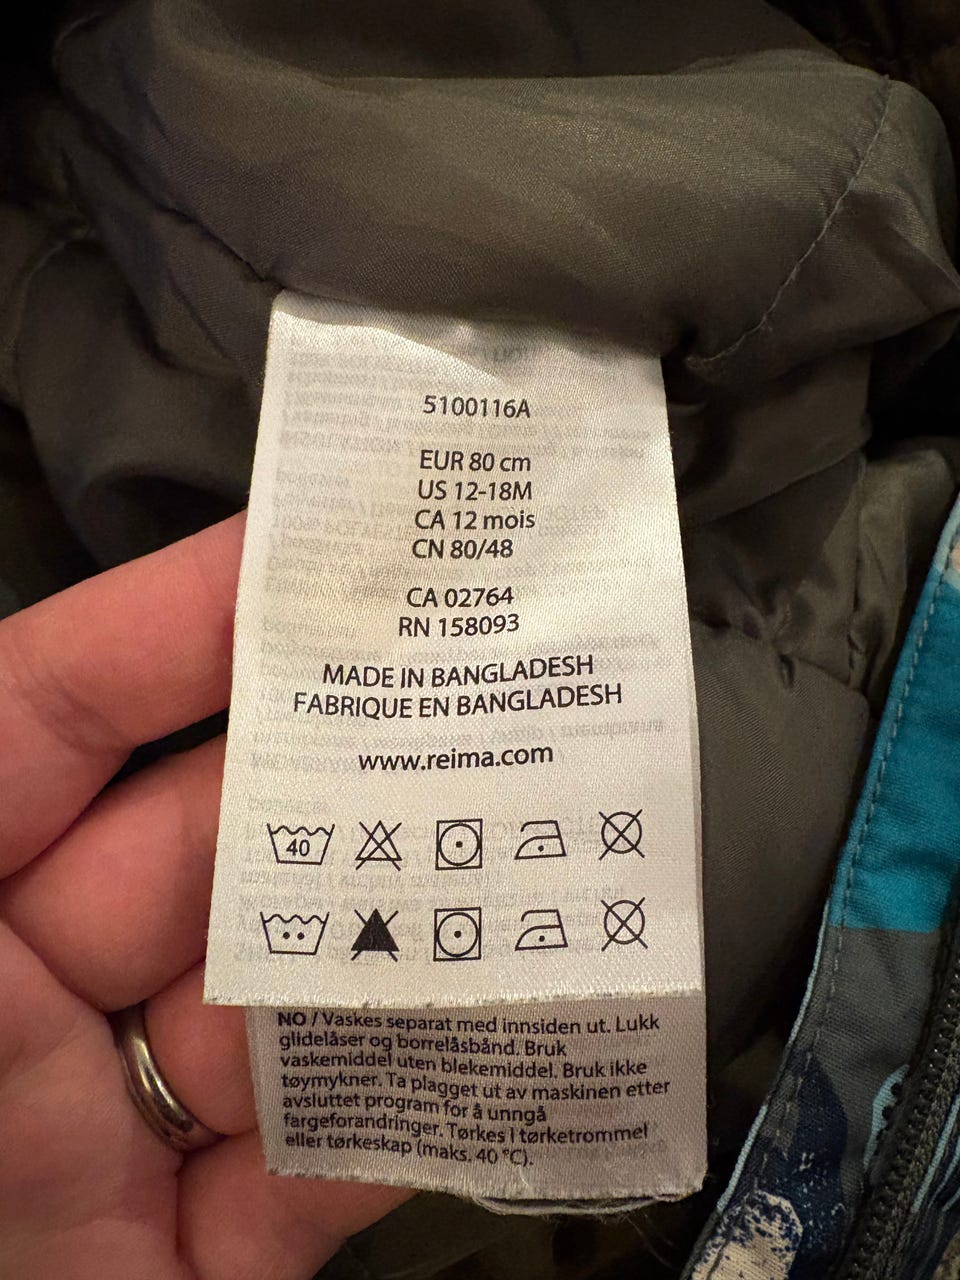 5100116A
EUR 80 cm
US 12-18M
CA 12 mois
CN 80/48
CA 02764
RN 158093
MADE IN BANGLADESH
FABRIQUE EN BANGLADESH
www.reima.com
40
NO / Vaskes separat med innsiden ut. Lukk
glidelåser og borrelåsbånd. Bruk
vaskemiddel uten blekemiddel. Bruk ikke
tøymykner. Ta plagget ut av maskinen etter
avsluttet program for å unngå
fargeforandringer. Tørkes i tørketrommel
eller tørkeskap (maks. 40 °C).